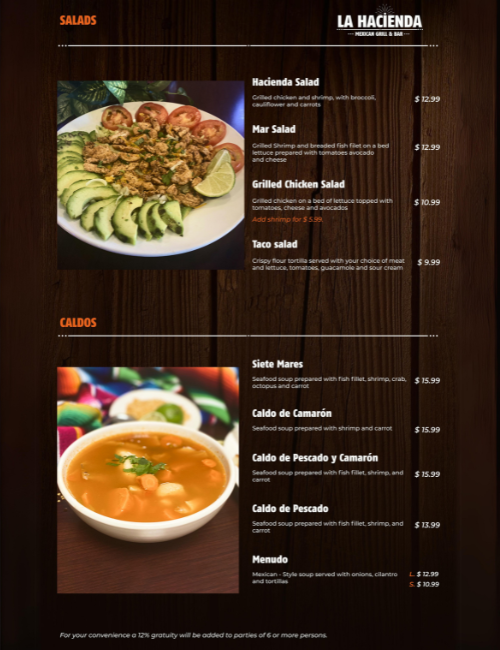 SALADS
LA HACIENDA
MEXICAN GRILL & BAR
Hacienda Salad
Grilled chicken and shrimp, with broccoli,
cauliflower and carrots
$ 12.99
Mar Salad
Grilled Shrimp and breaded fish filet on a bed
lettuce prepared with tomatoes avocado
and cheese
$ 12.99
Grilled Chicken Salad
Grilled chicken on a bed of lettuce topped with
tomatoes, cheese and avocados
$ 10.99
Add shrimp for $ 5.99.
Taco salad
Crispy flour tortilla served with your choice of meat
and lettuce, tomatoes, guacamole and sour cream
$ 9.99
CALDOS
Siete Mares
Seafood soup prepared with fish fillet, shrimp, crab,
octopus and carrot
$ 15.99
Caldo de Camarón
Seafood soup prepared with shrimp and carrot
$ 15.99
Caldo de Pescado y Camarón
Seafood soup prepared with fish fillet, shrimp, and
carrot
$ 15.99
Caldo de Pescado
Seafood soup prepared with fish fillet, shrimp, and
carrot
$ 13.99
Menudo
Mexican - Style soup served with onions, cilantro
and tortillas
L. $ 12.99
S. $ 10.99
For your convenience a 12% gratuity will be added to parties of 6 or more persons.